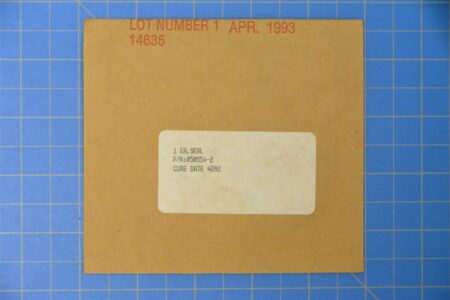 LOT NUMBER 1 APR. 1993
14636
1 EA. SEAL
P/N:050554-2
CURE DATE 4Q92